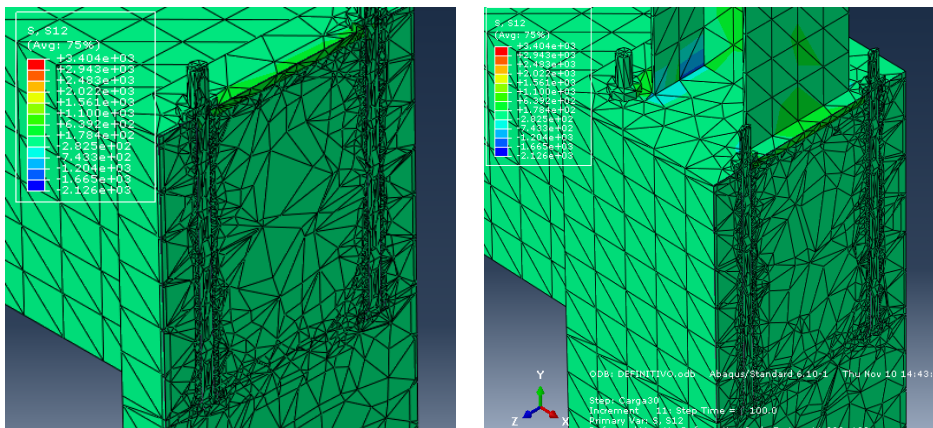 S, S12
(Avg: 75%)
+3.404e+03
+2.943e+03
+2.483e+03
+2.022e+03
+1.561e+03
+1.100e+03
+6.392e+02
+1.784e+02
-2.825e+02
-7.433e+02
-1.204e+03
-1.665e+03
-2.126e+03
S, S12
(Avg: 75%)
+3.404e+03
+2.943e+03
+2.483e+03
+2.022e+03
+1.561e+03
+1.100e+03
+6.392e+02
+1.784e+02
-2.825e+02
-7.433e+02
-1.204e+03
-1.665e+03
-2.126e+03
Y
Z
X
ODB: DEFINITIVO.odb Abaqus/Standard 6.10-1 Thu Nov 10 14:43:
Step: Carga30
Increment 11: Step Time = 100.0
Primary Var: S, S12